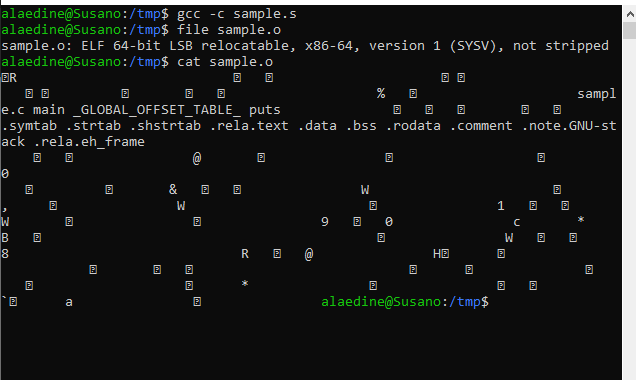 alaedine@Susano:/tmp$ gcc -c sample.s
alaedine@Susano:/tmp$ file sample.o
sample.o: ELF 64-bit LSB relocatable, x86-64, version 1 (SYSV), not stripped
alaedine@Susano:/tmp$ cat sample.o
R
% sampl
e.c main _GLOBAL_OFFSET_TABLE_ puts
.symtab .strtab .shstrtab .rela.text .data .bss .rodata .comment .note.GNU-st
ack .rela.eh_frame
@
0
& W
, W 1
W 9 0 c *
B W
8 R @ H
*
` a alaedine@Susano:/tmp$